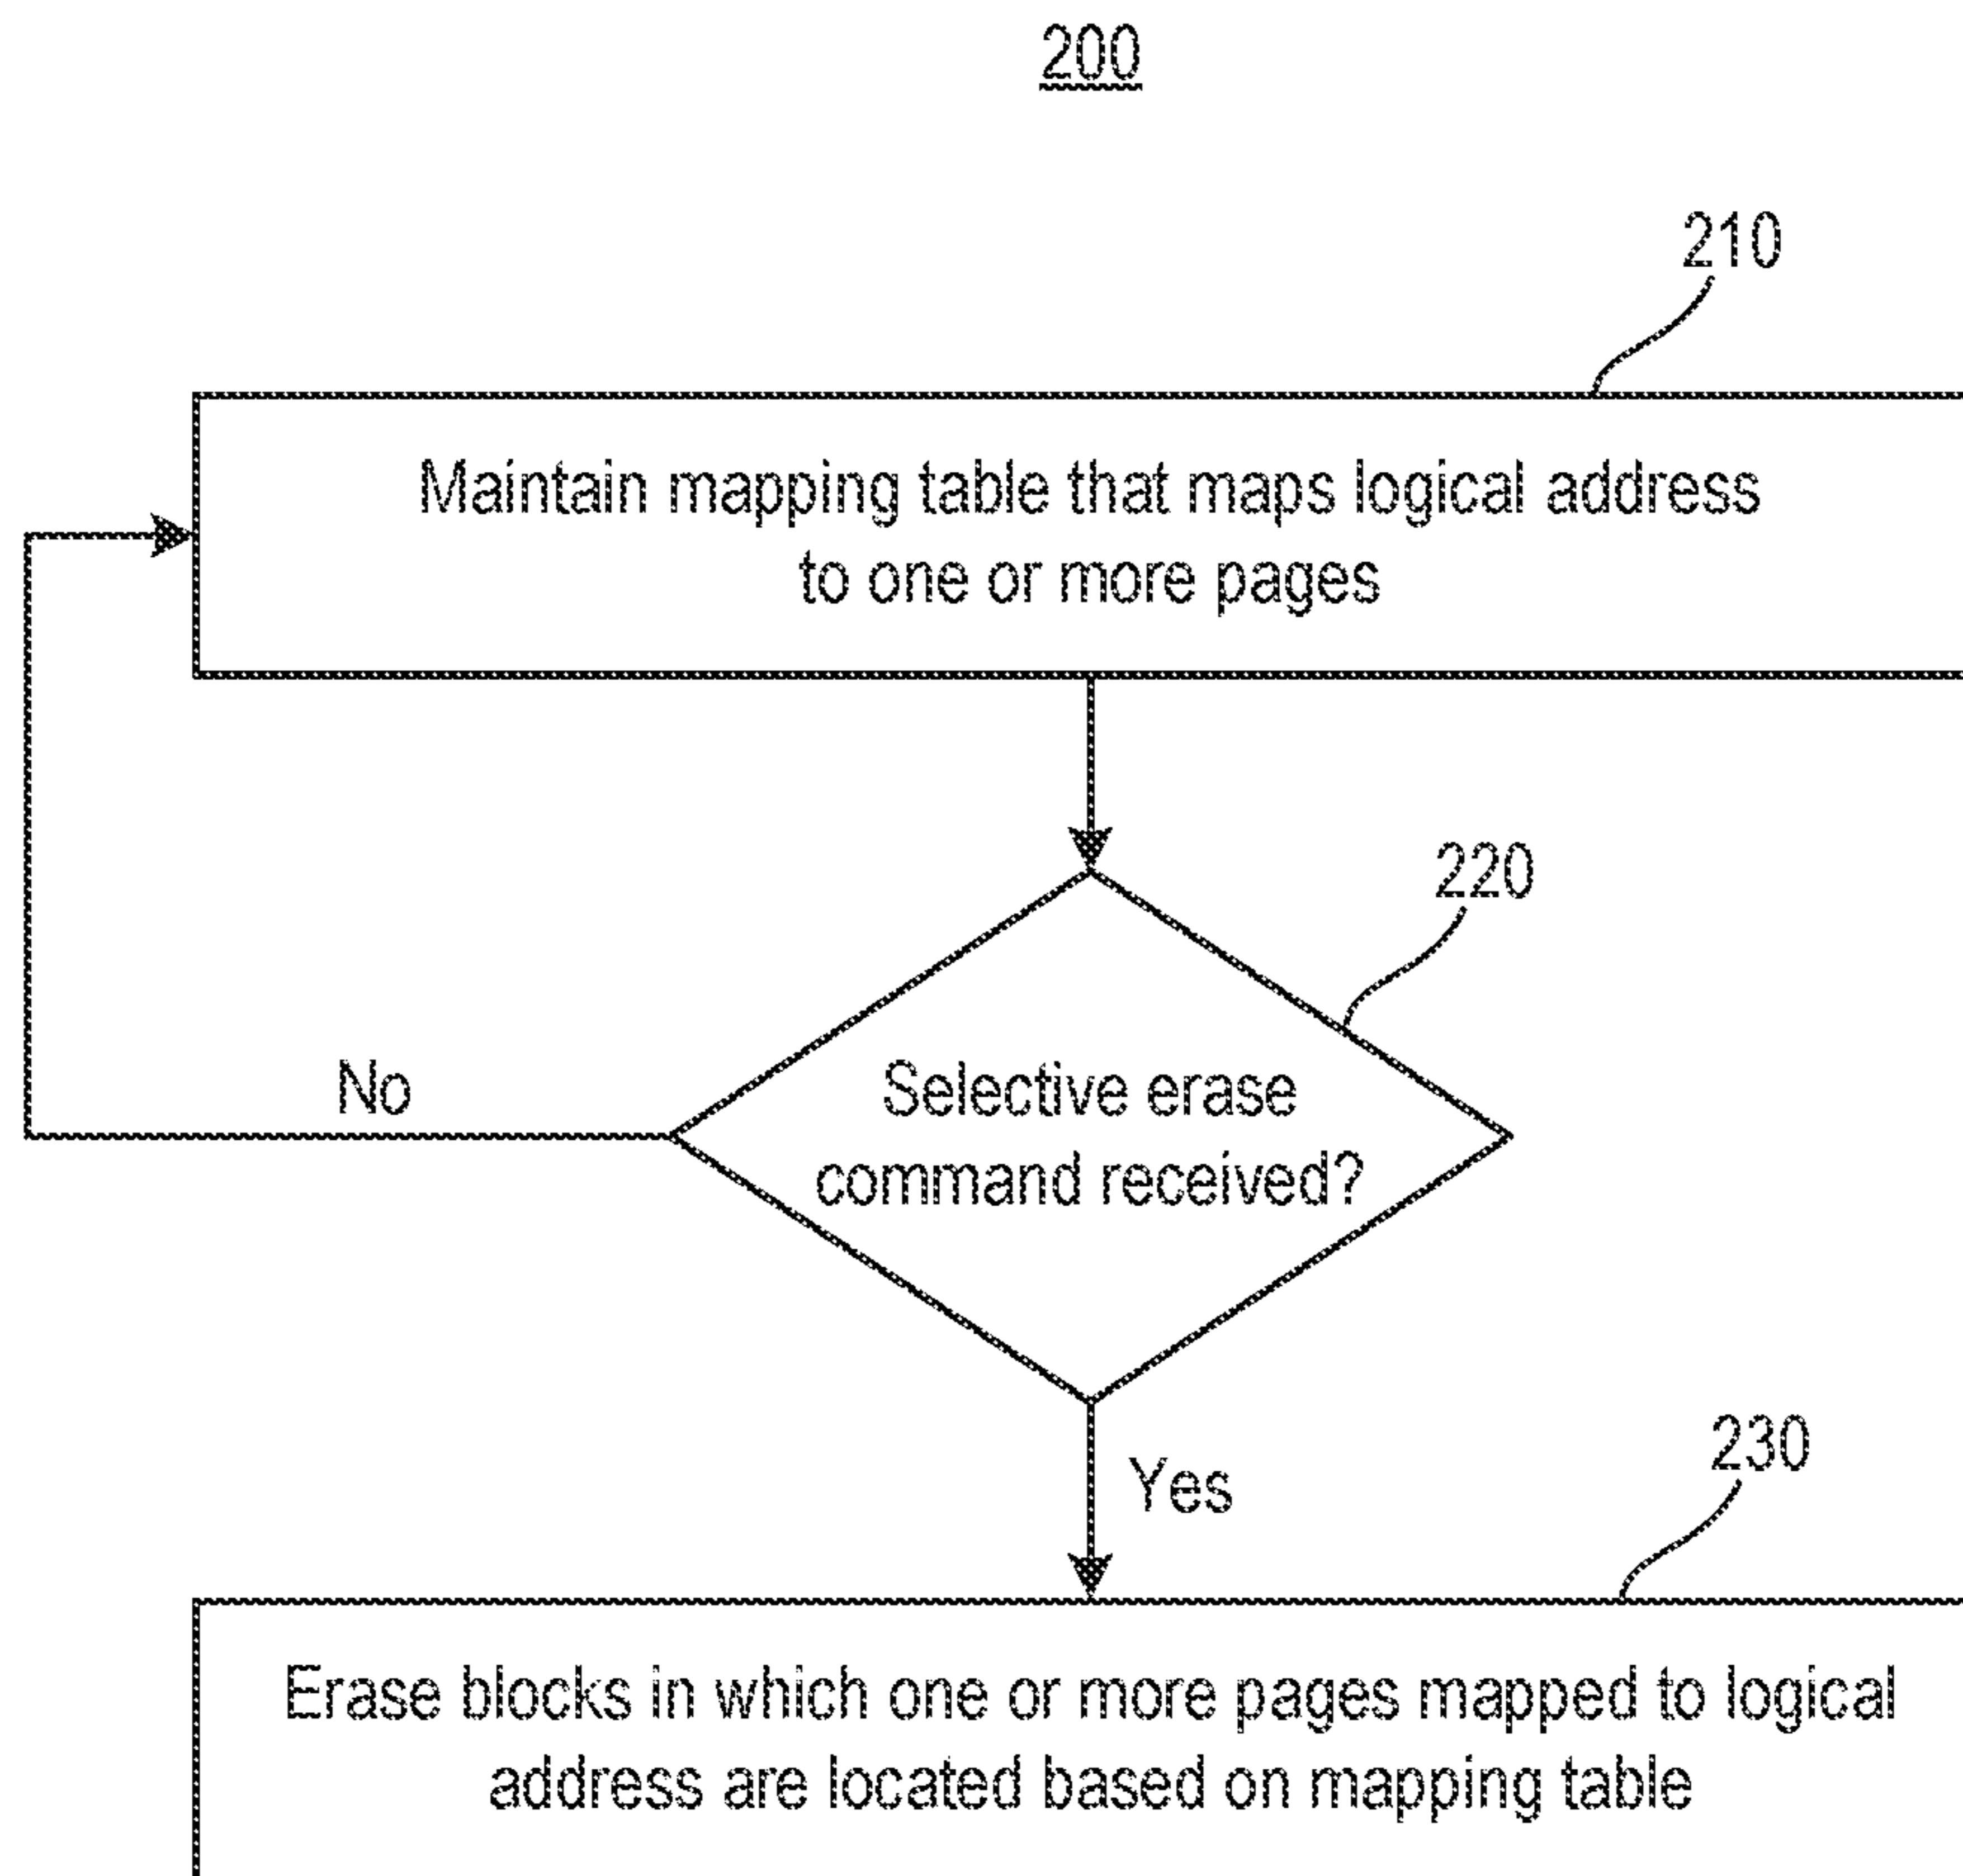 200
210
Maintain mapping table that maps logical address
to one or more pages
220
No
Selective erase
command received?
Yes
230
Erase blocks in which one or more pages mapped to logical
address are located based on mapping table